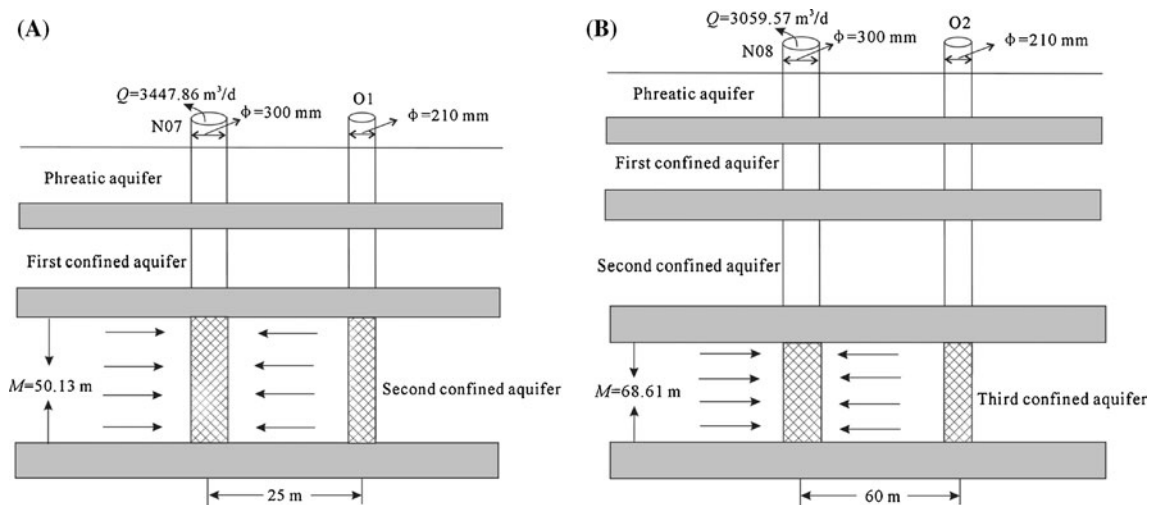 (A)
Q=3447.86 m³/d
O1
ϕ=300 mm
ϕ=210 mm
N07
Phreatic aquifer
First confined aquifer
M=50.13 m
Second confined aquifer
25 m
(B)
Q=3059.57 m³/d
O2
ϕ=300 mm
ϕ=210 mm
N08
Phreatic aquifer
First confined aquifer
Second confined aquifer
M=68.61 m
Third confined aquifer
60 m